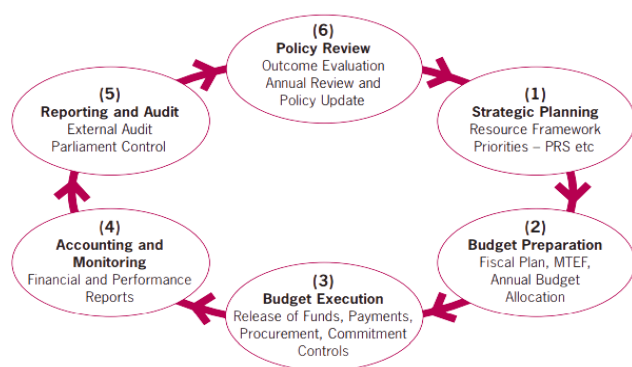 (6)
Policy Review
Outcome Evaluation
Annual Review and
Policy Update
(1)
Strategic Planning
Resource Framework
Priorities – PRS etc
(2)
Budget Preparation
Fiscal Plan, MTEF,
Annual Budget
Allocation
(3)
Budget Execution
Release of Funds, Payments,
Procurement, Commitment
Controls
(4)
Accounting and
Monitoring
Financial and Performance
Reports
(5)
Reporting and Audit
External Audit
Parliament Control